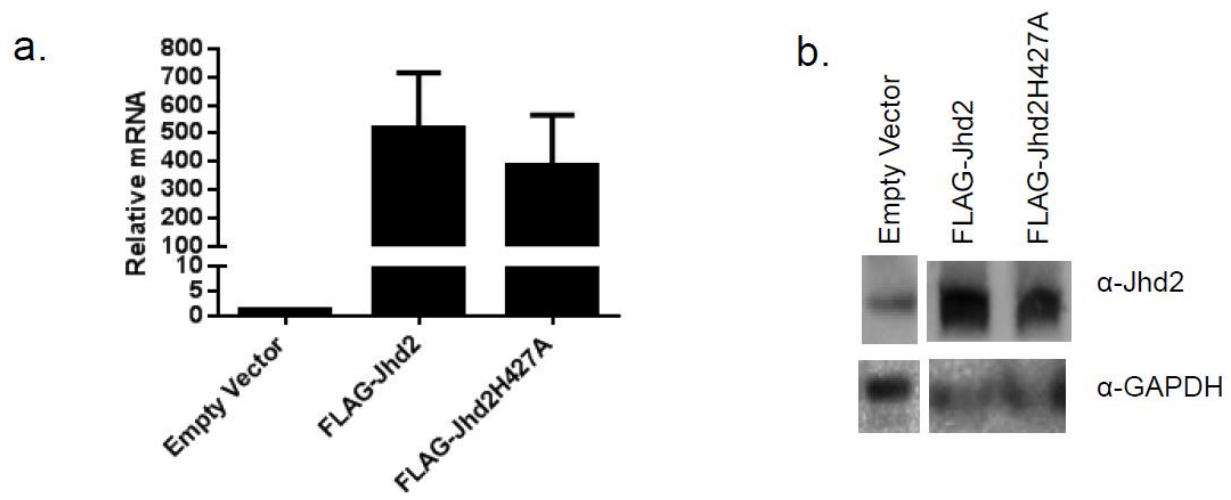 a.
Relative mRNA
800
700
600
500
400
300
200
100
10
5
0
Empty Vector
FLAG-Jhd2
FLAG-Jhd2H427A
b.
Empty Vector
FLAG-Jhd2
FLAG-Jhd2H427A
α-Jhd2
α-GAPDH